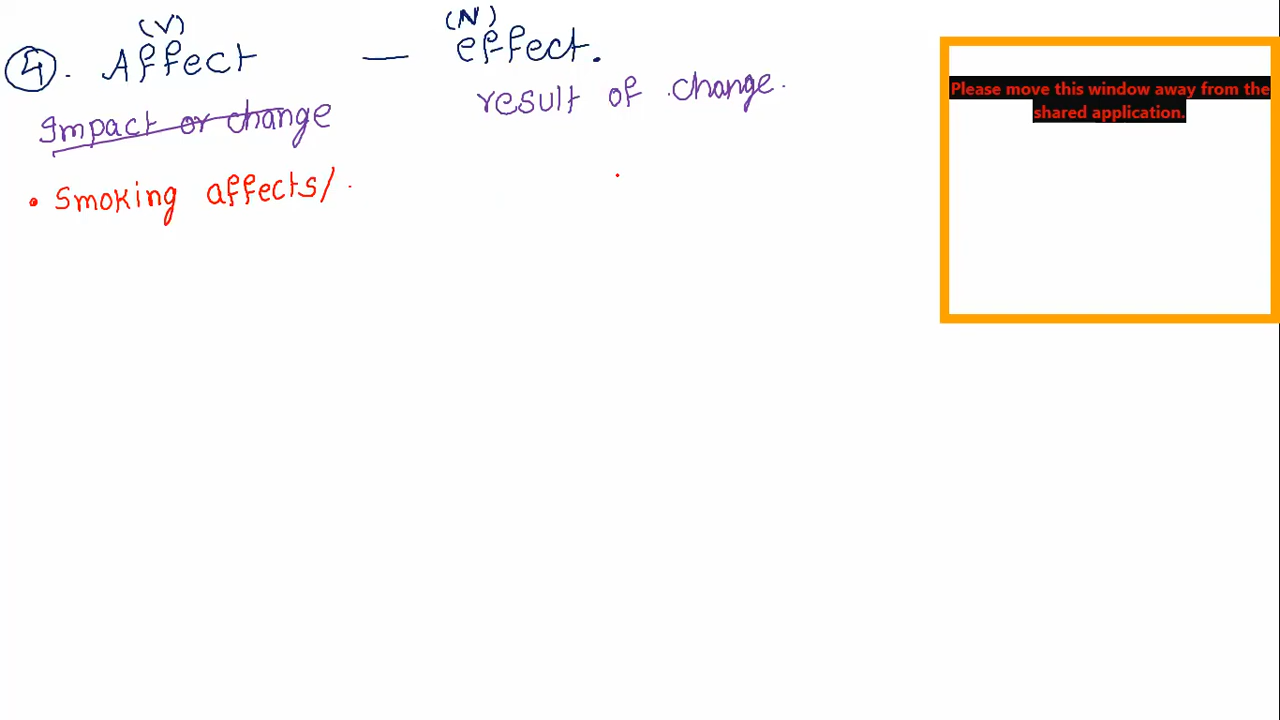 (V) (N)
4. Affect — effect.
Impact or change result of change.
• Smoking affects/
Please move this window away from the
shared application.